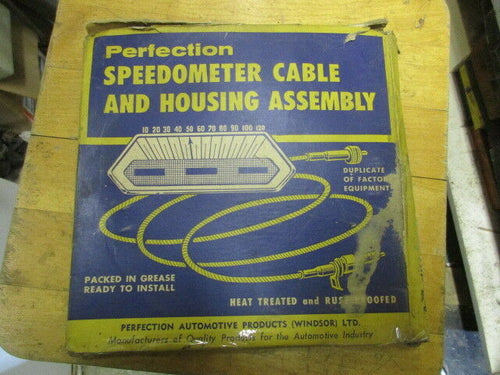 Perfection
SPEEDOMETER CABLE
AND HOUSING ASSEMBLY
10 20 30 40 50 60 70 80 90 100 120
DUPLICATE
OF FACTORY
EQUIPMENT
PACKED IN GREASE
READY TO INSTALL
HEAT TREATED and RUST PROOFED
PERFECTION AUTOMOTIVE PRODUCTS (WINDSOR) LTD.
Manufacturers of Quality Products for the Automotive Industry